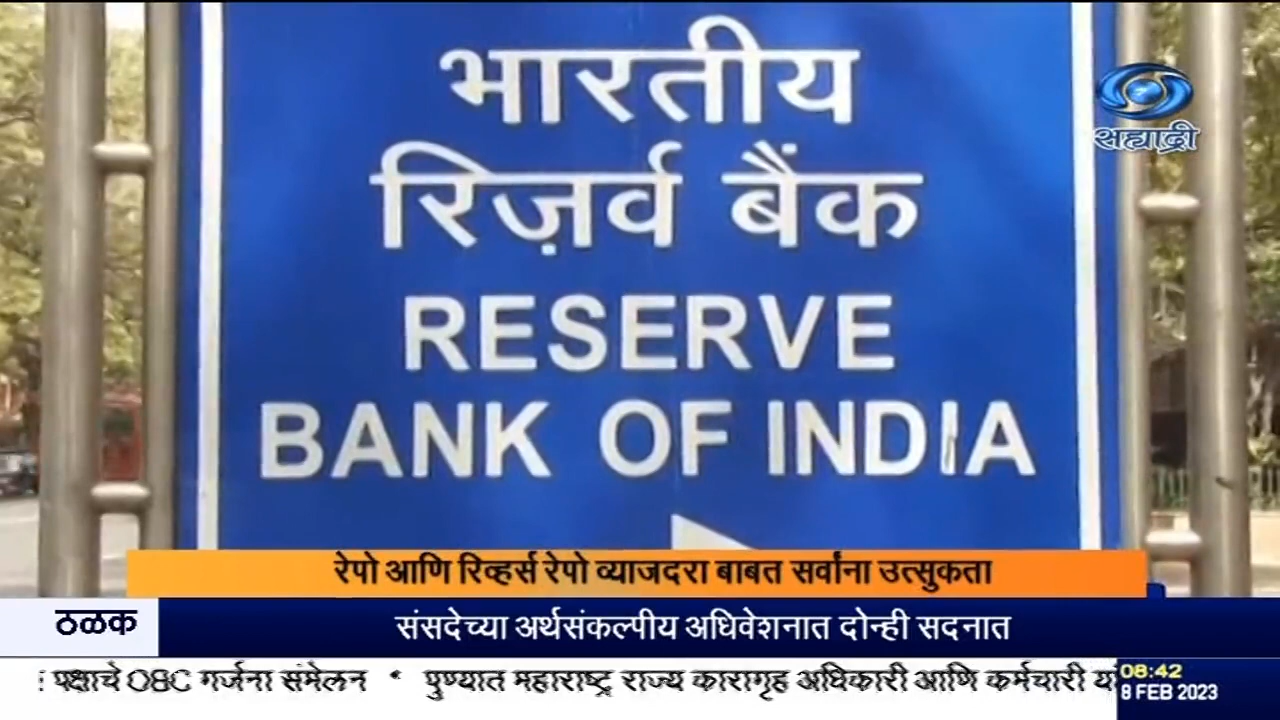 भारतीय
रिज़र्व बैंक
RESERVE
BANK OF INDIA
सह्याद्री
रेपो आणि रिव्हर्स रेपो व्याजदरा बाबत सर्वांना उत्सुकता
ठळक
संसदेच्या अर्थसंकल्पीय अधिवेशनात दोन्ही सदनात
पक्षाचे OBC गर्जना संमेलन * पुण्यात महाराष्ट्र राज्य कारागृह अधिकारी आणि कर्मचारी
08:42
8 FEB 2023